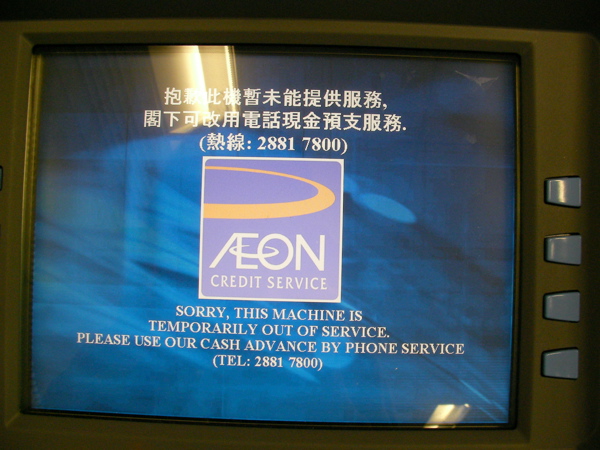 抱歉此機暫未能提供服務,
閣下可改用電話現金預支服務.
(熱線: 2881 7800)
ÆON
CREDIT SERVICE
SORRY, THIS MACHINE IS
TEMPORARILY OUT OF SERVICE.
PLEASE USE OUR CASH ADVANCE BY PHONE SERVICE
(TEL: 2881 7800)